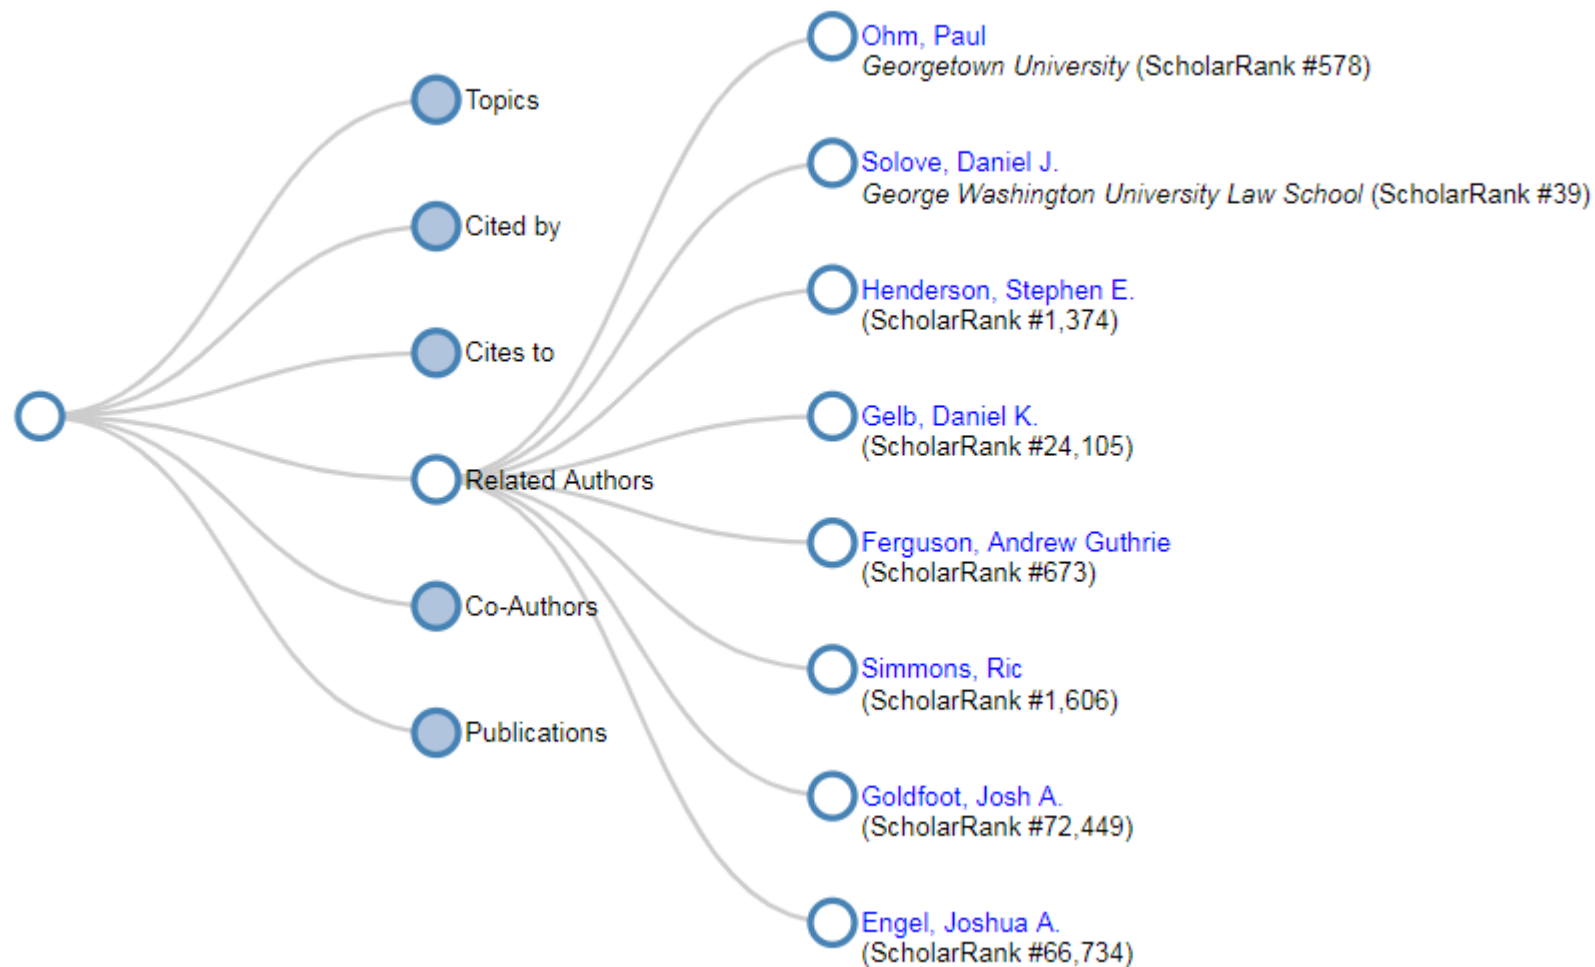 Topics
Cited by
Cites to
Related Authors
Co-Authors
Publications
Ohm, Paul
Georgetown University (ScholarRank #578)
Solove, Daniel J.
George Washington University Law School (ScholarRank #39)
Henderson, Stephen E.
(ScholarRank #1,374)
Gelb, Daniel K.
(ScholarRank #24,105)
Ferguson, Andrew Guthrie
(ScholarRank #673)
Simmons, Ric
(ScholarRank #1,606)
Goldfoot, Josh A.
(ScholarRank #72,449)
Engel, Joshua A.
(ScholarRank #66,734)